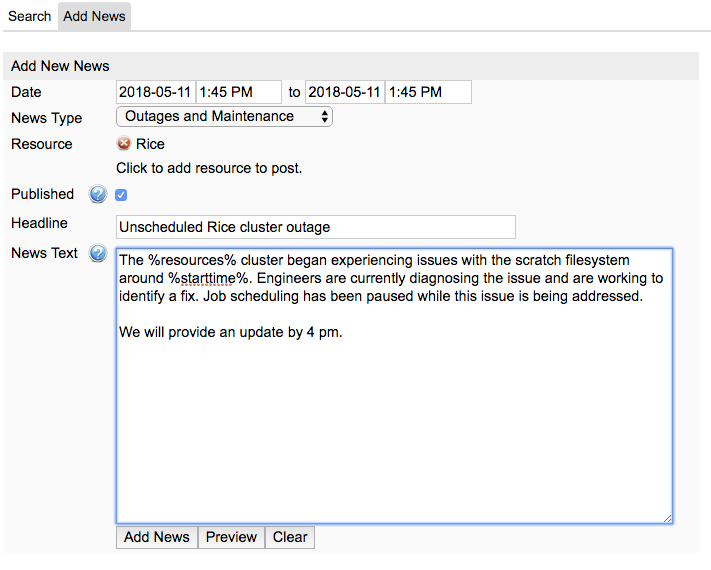 Search Add News
Add New News
Date 2018-05-11 1:45 PM to 2018-05-11 1:45 PM
News Type Outages and Maintenance
Resource Rice
Click to add resource to post.
Published ?
Headline Unscheduled Rice cluster outage
News Text ? The %resources% cluster began experiencing issues with the scratch filesystem
around %starttime%. Engineers are currently diagnosing the issue and are working to
identify a fix. Job scheduling has been paused while this issue is being addressed.
We will provide an update by 4 pm.
Add News Preview Clear